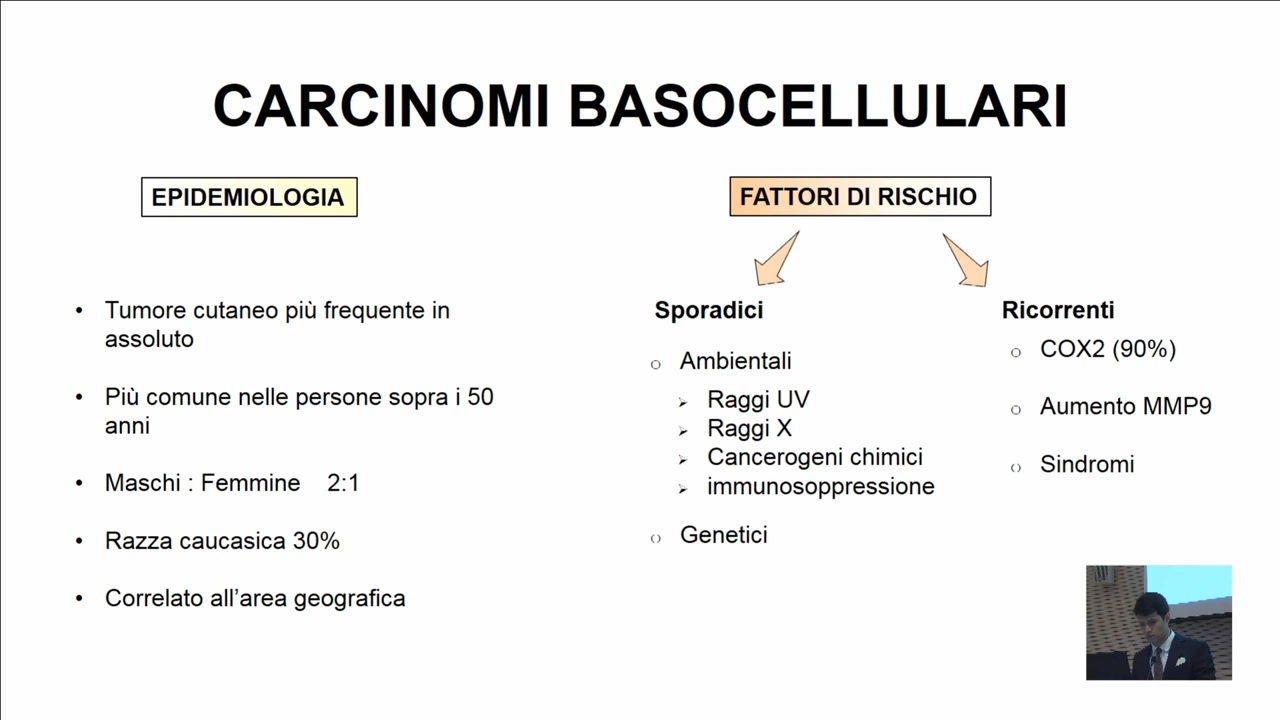 CARCINOMI BASOCELLULARI
EPIDEMIOLOGIA
• Tumore cutaneo più frequente in
assoluto
• Più comune nelle persone sopra i 50
anni
• Maschi : Femmine 2:1
• Razza caucasica 30%
• Correlato all’area geografica
FATTORI DI RISCHIO
Sporadici
Ambientali
Raggi UV
Raggi X
Cancerogeni chimici
immunosoppressione
Genetici
Ricorrenti
COX2 (90%)
Aumento MMP9
Sindromi